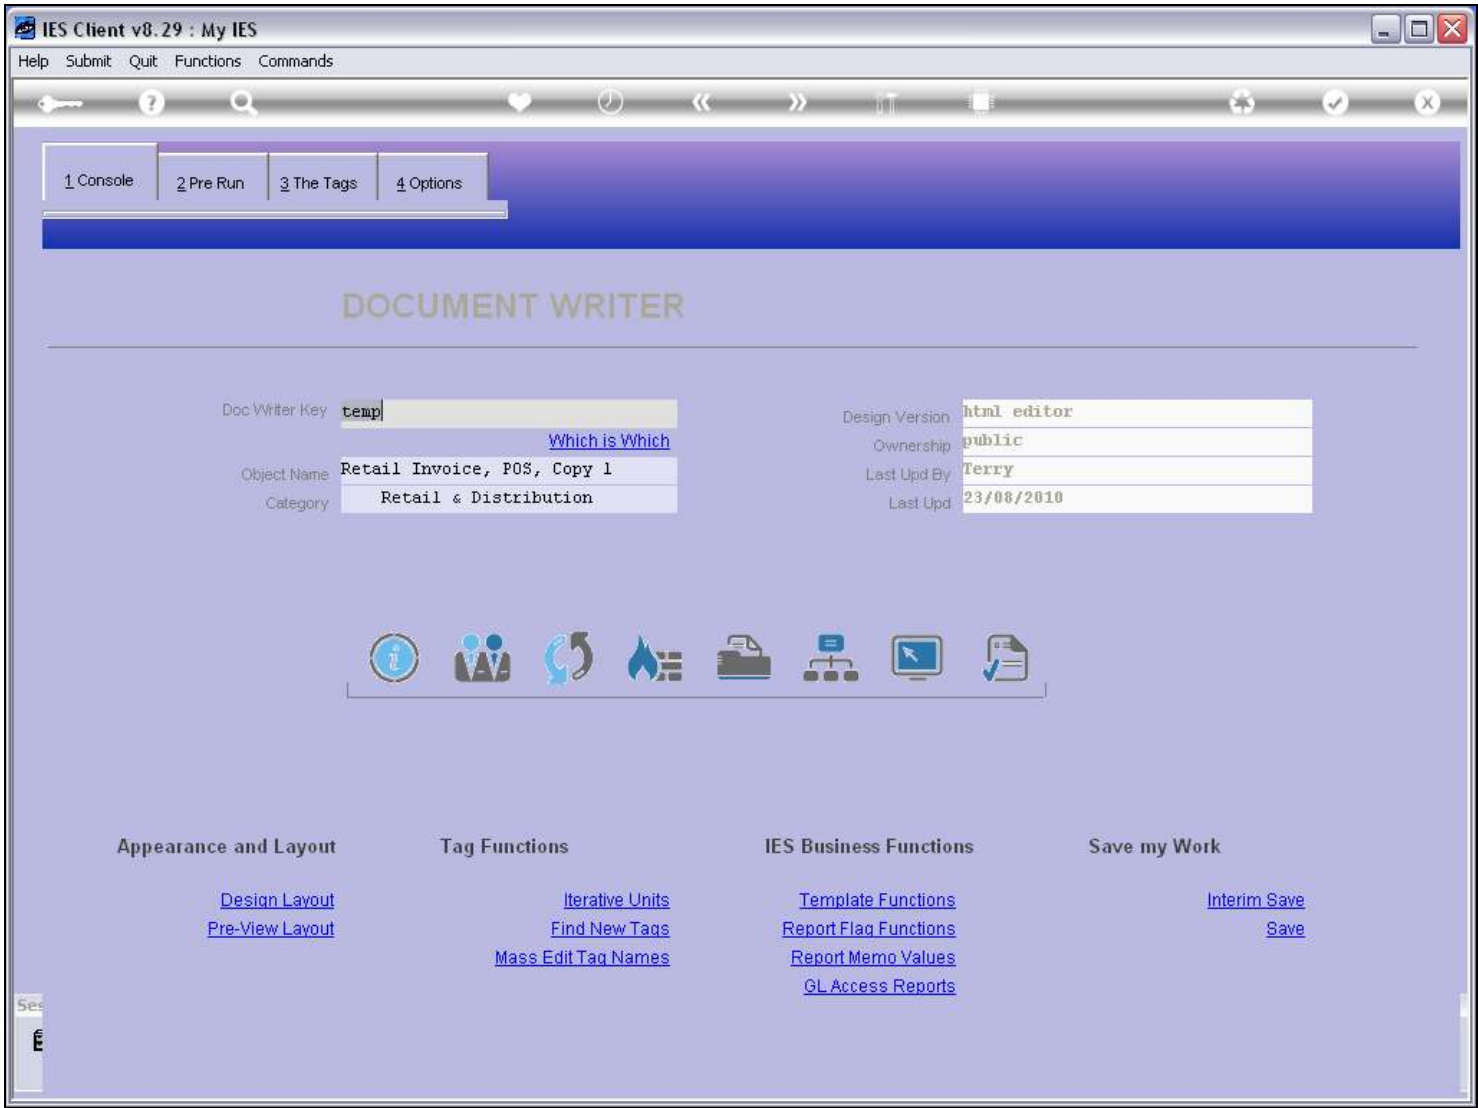 IES Client v8.29 : My IES
Help Submit Quit Functions Commands
1 Console 2 Pre Run 3 The Tags 4 Options
DOCUMENT WRITER
Doc Writer Key temp
Which is Which
Object Name Retail Invoice, POS, Copy 1
Category Retail & Distribution
Design Version html editor
Ownership public
Last Upd By Terry
Last Upd 23/08/2010
Appearance and Layout
Design Layout
Pre-View Layout
Tag Functions
Iterative Units
Find New Tags
Mass Edit Tag Names
IES Business Functions
Template Functions
Report Flag Functions
Report Memo Values
GL Access Reports
Save my Work
Interim Save
Save